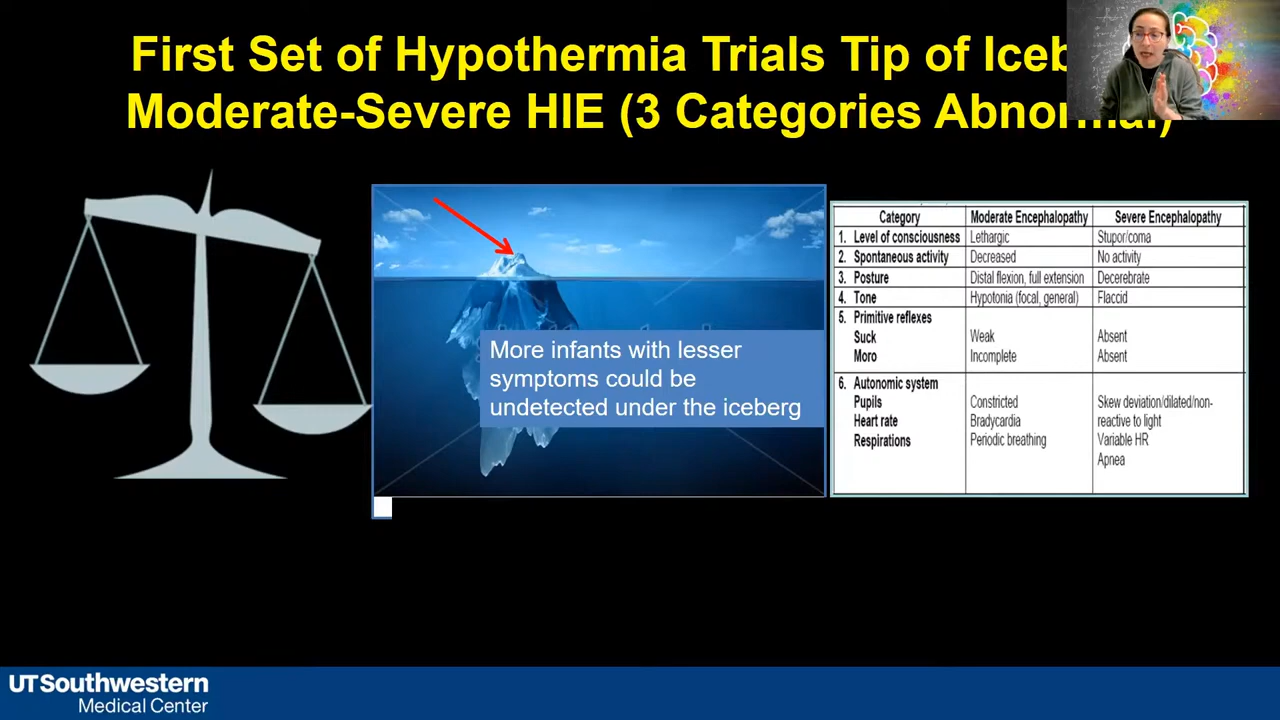 First Set of Hypothermia Trials Tip of
Moderate-Severe HIE (3 Categories
More infants with lesser
symptoms could be
undetected under the iceberg
Category Moderate Encephalopathy Severe Encephalopathy
1. Level of consciousness Lethargic Stupor/coma
2. Spontaneous activity Decreased No activity
3. Posture Distal flexion, full extension Decerebrate
4. Tone Hypotonia (focal, general) Flaccid
5. Primitive reflexes
Suck Weak Absent
Moro Incomplete Absent
6. Autonomic system
Pupils Constricted Skew deviation/dilated/non-
Heart rate Bradycardia reactive to light
Respirations Periodic breathing Variable HR
Apnea
UTSouthwestern
Medical Center